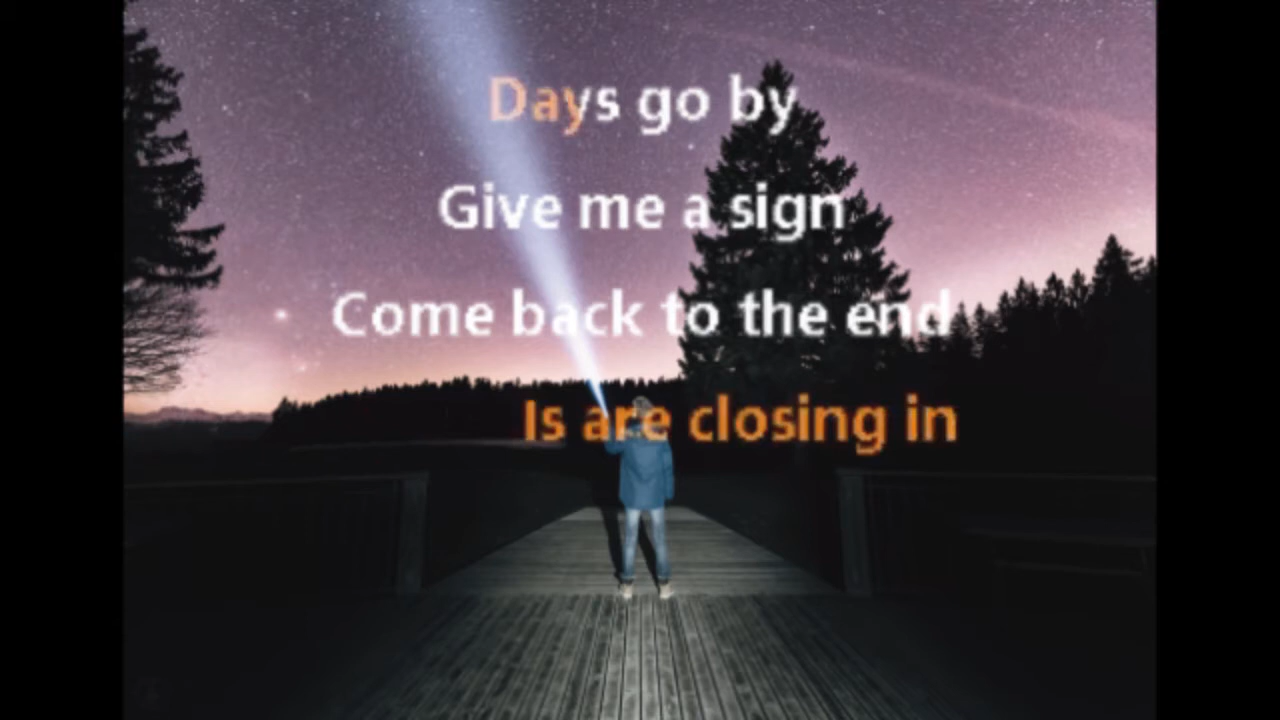 Days go by
Give me a sign
Come back to the end
Is are closing in